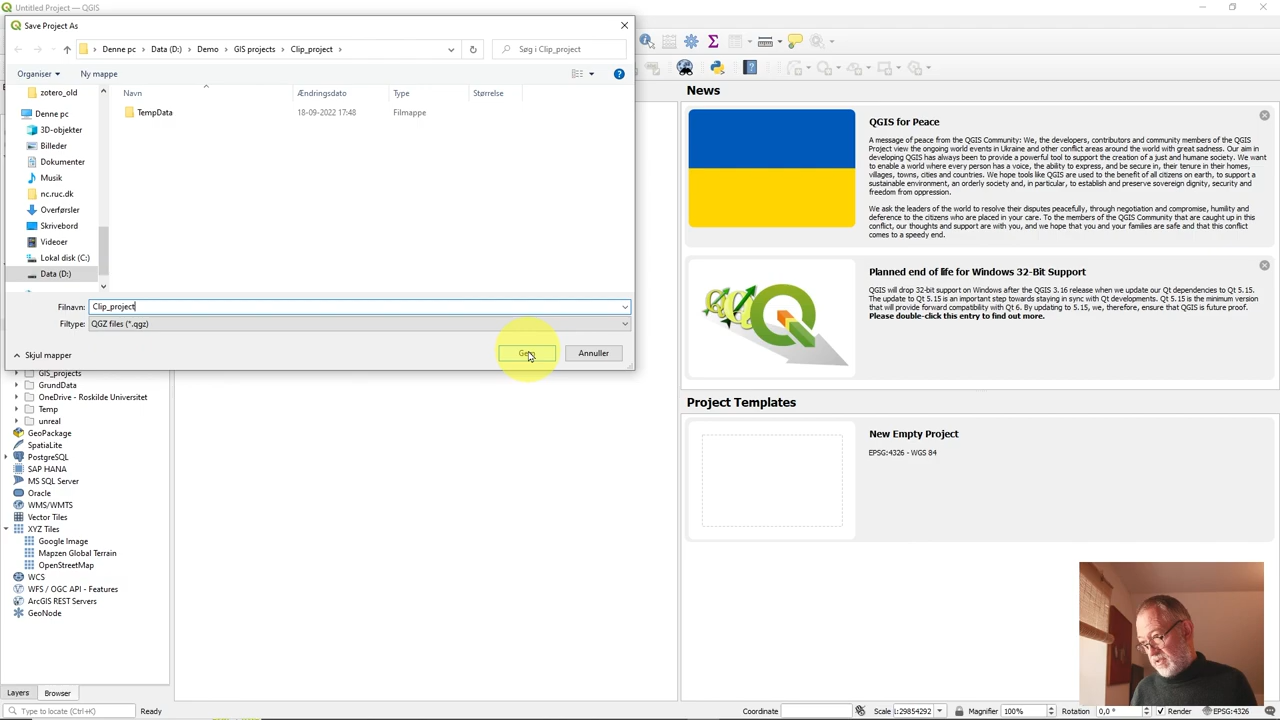 Untitled Project — QGIS
Save Project As
Denne pc
Data (D:)
Demo
GIS projects
Clip_project
Søg i Clip_project
Organiser
Ny mappe
zotero_old
Denne pc
3D-objekter
Billeder
Dokumenter
Musik
nc.ruc.dk
Overførsler
Skrivebord
Videoer
Lokal disk (C:)
Data (D:)
Navn
Ændringsdato
Type
Størrelse
TempData
18-09-2022 17:48
Filmappe
Filnavn:
Clip_project
Filtype:
QGZ files (*.qgz)
Skjul mapper
Annuller
GIS_projects
GrundData
OneDrive - Roskilde Universitet
Temp
unreal
GeoPackage
SpatiaLite
PostgreSQL
SAP HANA
MS SQL Server
Oracle
WMS/WMTS
Vector Tiles
XYZ Tiles
Google Image
Mapzen Global Terrain
OpenStreetMap
WCS
WFS / OGC API - Features
ArcGIS REST Servers
GeoNode
Layers
Browser
News
QGIS for Peace
A message of peace from the QGIS Community: We, the developers, contributors and community members of the QGIS
Project view the ongoing world events in Ukraine and other conflict areas around the world with great sadness. Our aim in
developing QGIS has always been to provide a powerful tool to support the creation of a just and humane society. We want
to enable a world where every person has a voice, the ability to express, and be secure in, their tenure in their homes,
villages, towns, cities and countries. We hope tools like QGIS are used to the benefit of all citizens on earth, to support a
sustainable environment, an orderly society and, in particular, to establish and preserve sovereign dignity, security and
freedom from oppression.
We ask the leaders of the world to resolve their disputes peacefully, through negotiation and compromise, humility and
deference to the citizens who are placed in your care. To the members of the QGIS Community that are caught up in this
conflict, our thoughts and support are with you, and we hope that you and your families are safe and that this conflict
comes to a speedy end.
Planned end of life for Windows 32-Bit Support
QGIS will drop 32-bit support on Windows after the QGIS 3.16 release when we update our Qt dependencies to Qt 5.15.
The update to Qt 5.15 is an important step towards staying in sync with Qt developments. Qt 5.15 is the minimum version
that will provide forward compatibility with Qt 6. By updating to 5.15, we, therefore, ensure that QGIS is future proof.
Please double-click this entry to find out more.
Project Templates
New Empty Project
EPSG:4326 - WGS 84
Type to locate (Ctrl+K)
Ready
Coordinate
Scale
1:29854292
Magnifier
100%
Rotation
0,0 °
Render
EPSG:4326